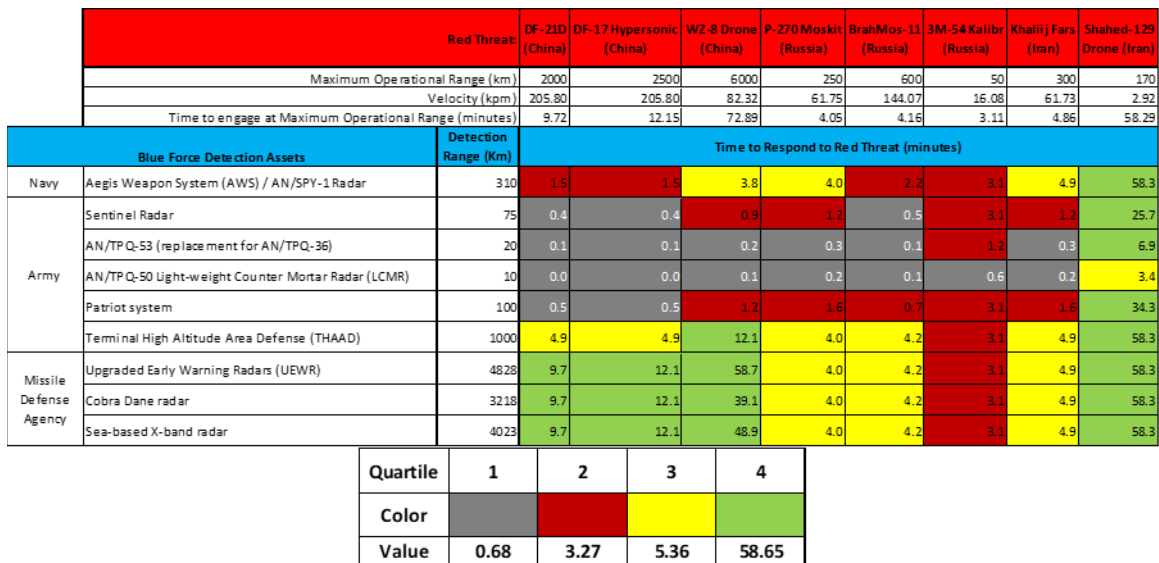 Red Threat: DF-21D (China) DF-17 Hypersonic (China) WZ-8 Drone (China) P-270 Moskit (Russia) BrahMos-11 (Russia) 3M-54 Kalibr (Russia) Khaliij Fars (Iran) Shahed-129 Drone (Iran)
Maximum Operational Range (km) 2000 2500 6000 250 600 50 300 170
Velocity (kpm) 205.80 205.80 82.32 61.75 144.07 16.08 61.73 2.92
Time to engage at Maximum Operational Range (minutes) 9.72 12.15 72.89 4.05 4.16 3.11 4.86 58.29
Blue Force Detection Assets Detection Range (Km) Time to Respond to Red Threat (minutes)
Navy Aegis Weapon System (AWS) / AN/SPY-1 Radar 310 1.5 1.5 3.8 4.0 2.2 3.1 4.9 58.3
Army
Sentinel Radar 75 0.4 0.4 0.9 1.2 0.5 3.1 1.2 25.7
AN/TPQ-53 (replacement for AN/TPQ-36) 20 0.1 0.1 0.2 0.3 0.1 1.2 0.3 6.9
AN/TPQ-50 Light-weight Counter Mortar Radar (LCMR) 10 0.0 0.0 0.1 0.2 0.1 0.6 0.2 3.4
Patriot system 100 0.5 0.5 1.2 1.6 0.7 3.1 1.6 34.3
Terminal High Altitude Area Defense (THAAD) 1000 4.9 4.9 12.1 4.0 4.2 3.1 4.9 58.3
Missile Defense Agency
Upgraded Early Warning Radars (UEWR) 4828 9.7 12.1 58.7 4.0 4.2 3.1 4.9 58.3
Cobra Dane radar 3218 9.7 12.1 39.1 4.0 4.2 3.1 4.9 58.3
Sea-based X-band radar 4023 9.7 12.1 48.9 4.0 4.2 3.1 4.9 58.3
Quartile 1 2 3 4
Color
Value 0.68 3.27 5.36 58.65